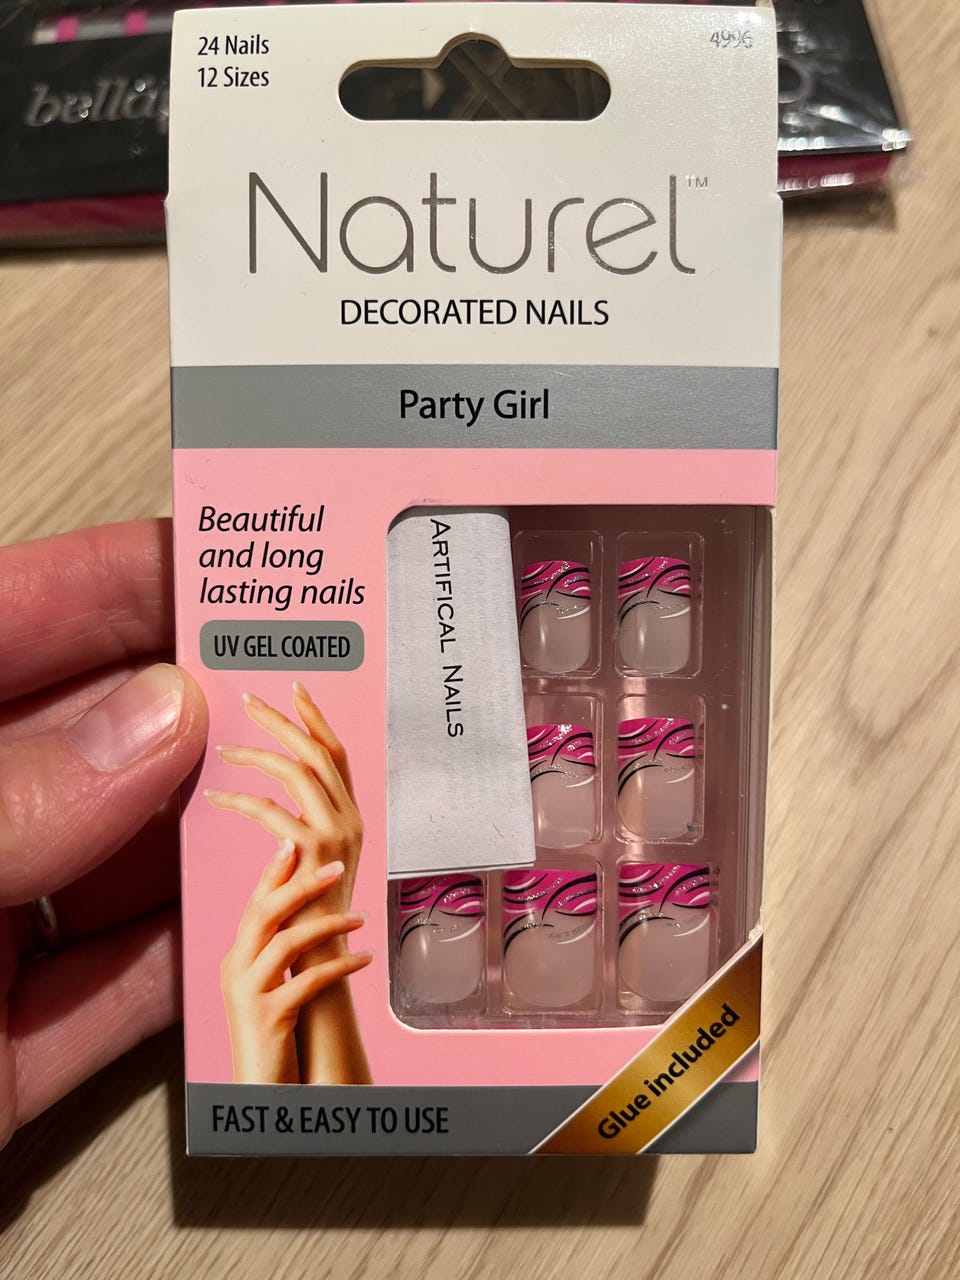 24 Nails
12 Sizes
4996
Naturel™
DECORATED NAILS
Party Girl
Beautiful
and long
lasting nails
UV GEL COATED
ARTIFICAL NAILS
Glue included
FAST & EASY TO USE